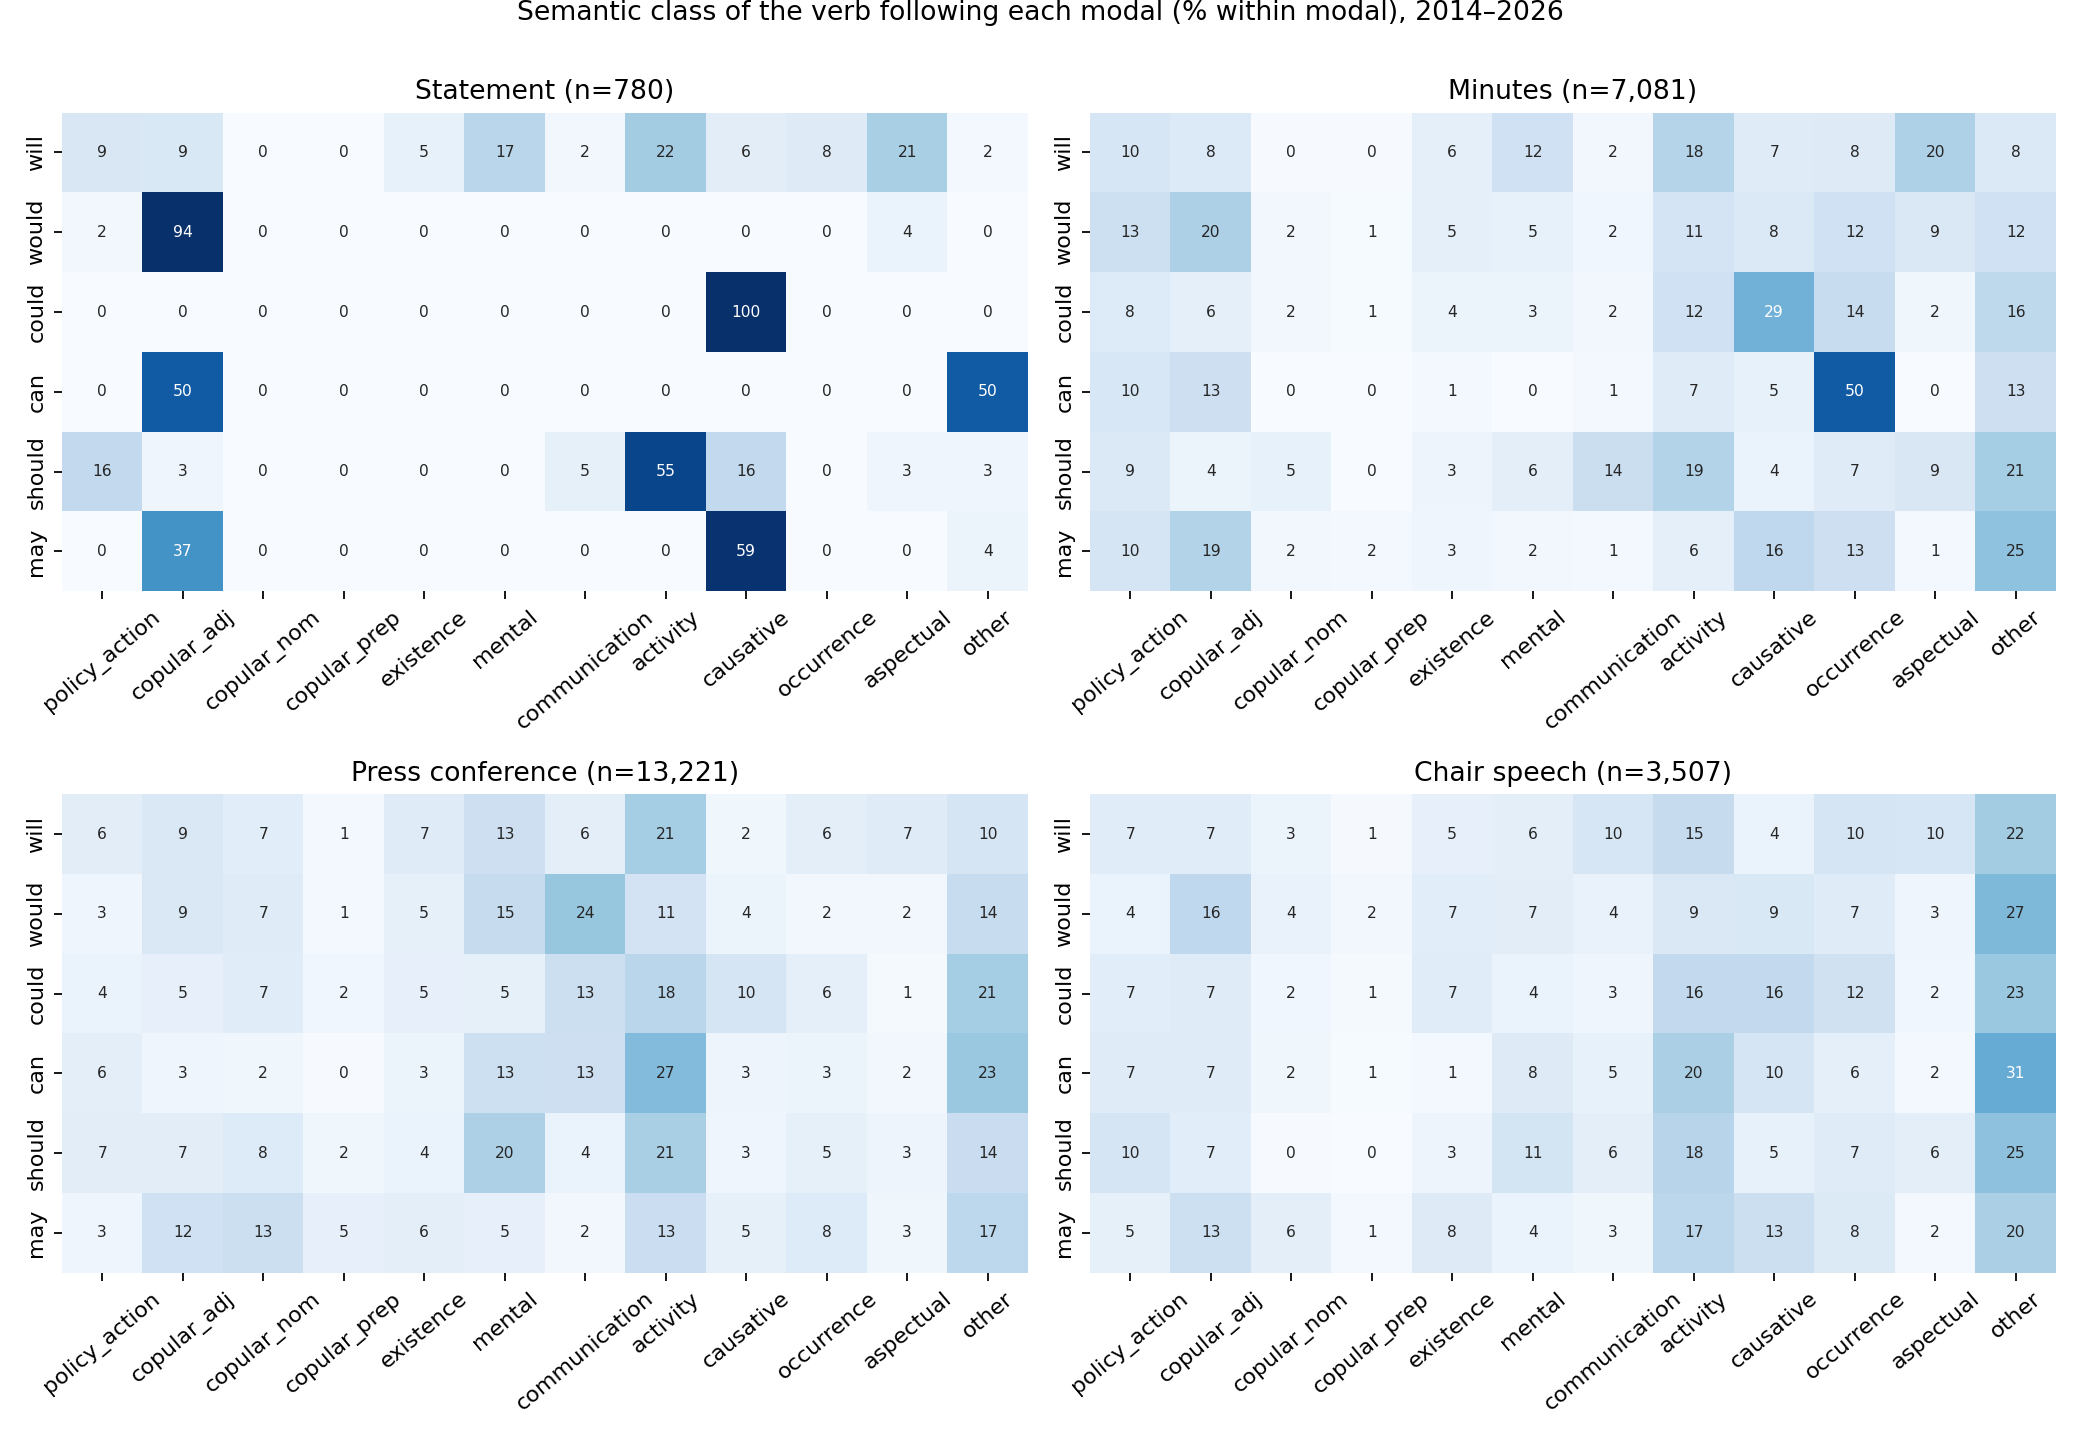 Semantic class of the verb following each modal (% within modal), 2014–2026
Statement (n=780)
will 9 9 0 0 5 17 2 22 6 8 21 2
would 2 94 0 0 0 0 0 0 0 0 4 0
could 0 0 0 0 0 0 0 0 100 0 0 0
can 0 50 0 0 0 0 0 0 0 0 0 50
should 16 3 0 0 0 0 5 55 16 0 3 3
may 0 37 0 0 0 0 0 0 59 0 0 4
policy_action copular_adj copular_nom copular_prep existence mental communication activity causative occurrence aspectual other
Minutes (n=7,081)
will 10 8 0 0 6 12 2 18 7 8 20 8
would 13 20 2 1 5 5 2 11 8 12 9 12
could 8 6 2 1 4 3 2 12 29 14 2 16
can 10 13 0 0 1 0 1 7 5 50 0 13
should 9 4 5 0 3 6 14 19 4 7 9 21
may 10 19 2 2 3 2 1 6 16 13 1 25
policy_action copular_adj copular_nom copular_prep existence mental communication activity causative occurrence aspectual other
Press conference (n=13,221)
will 6 9 7 1 7 13 6 21 2 6 7 10
would 3 9 7 1 5 15 24 11 4 2 2 14
could 4 5 7 2 5 5 13 18 10 6 1 21
can 6 3 2 0 3 13 13 27 3 3 2 23
should 7 7 8 2 4 20 4 21 3 5 3 14
may 3 12 13 5 6 5 2 13 5 8 3 17
policy_action copular_adj copular_nom copular_prep existence mental communication activity causative occurrence aspectual other
Chair speech (n=3,507)
will 7 7 3 1 5 6 10 15 4 10 10 22
would 4 16 4 2 7 7 4 9 9 7 3 27
could 7 7 2 1 7 4 3 16 16 12 2 23
can 7 7 2 1 1 8 5 20 10 6 2 31
should 10 7 0 0 3 11 6 18 5 7 6 25
may 5 13 6 1 8 4 3 17 13 8 2 20
policy_action copular_adj copular_nom copular_prep existence mental communication activity causative occurrence aspectual other